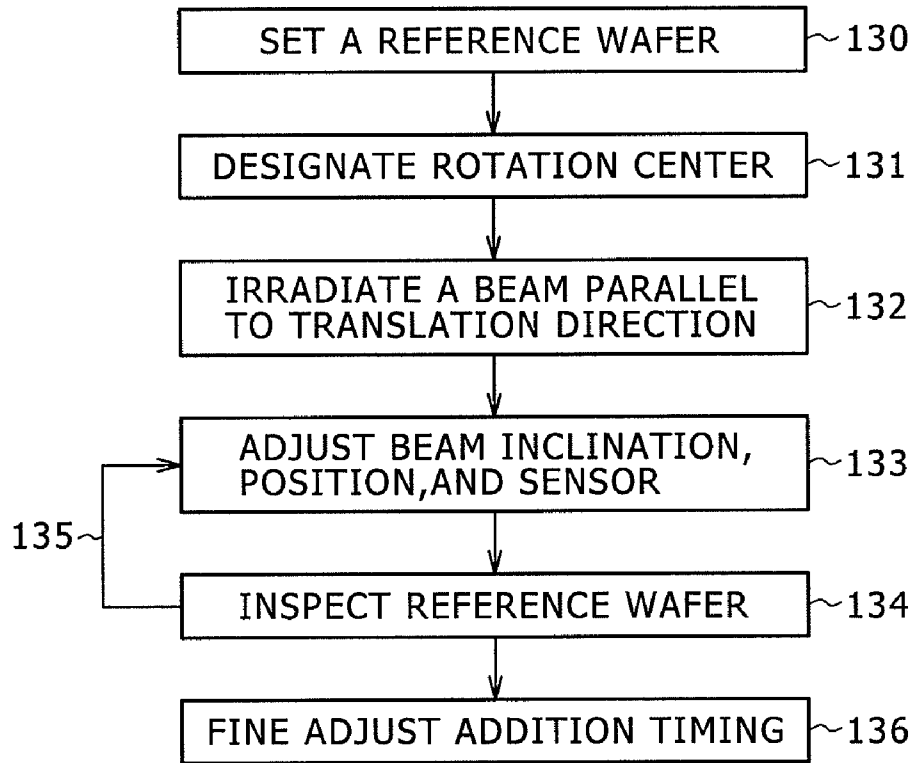 SET A REFERENCE WAFER 130
DESIGNATE ROTATION CENTER 131
IRRADIATE A BEAM PARALLEL
TO TRANSLATION DIRECTION 132
ADJUST BEAM INCLINATION,
POSITION,AND SENSOR 133
135
INSPECT REFERENCE WAFER 134
FINE ADJUST ADDITION TIMING 136